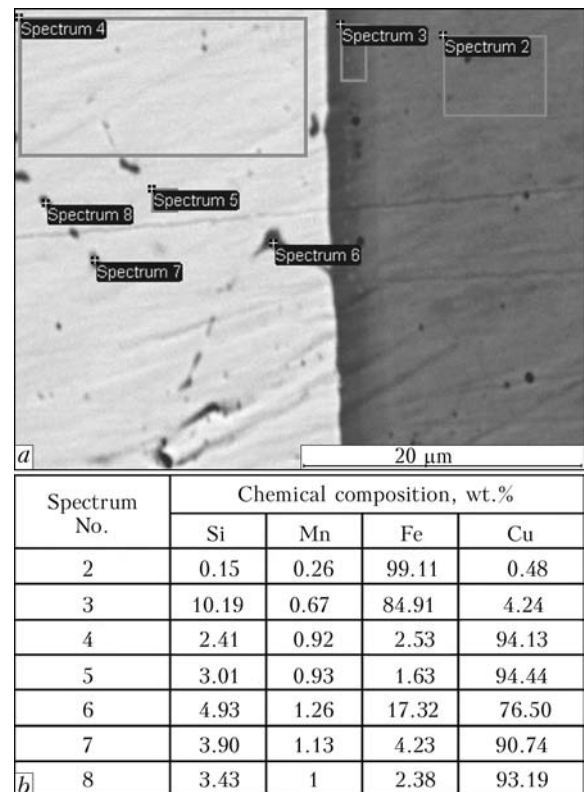 Spectrum 4
Spectrum 3
Spectrum 2
Spectrum 5
Spectrum 8
Spectrum 6
Spectrum 7
a
20 μm
Spectrum No.
Chemical composition, wt.%
Si Mn Fe Cu
2 0.15 0.26 99.11 0.48
3 10.19 0.67 84.91 4.24
4 2.41 0.92 2.53 94.13
5 3.01 0.93 1.63 94.44
6 4.93 1.26 17.32 76.50
7 3.90 1.13 4.23 90.74
8 3.43 1 2.38 93.19
b